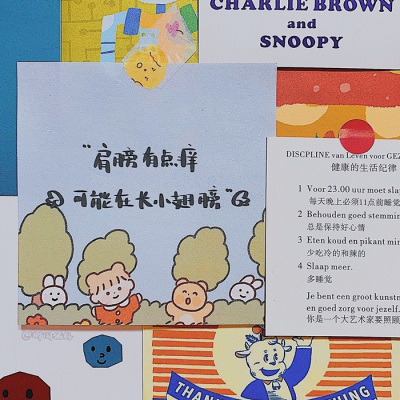 CHARLIE BROWN
and
SNOOPY
"肩膀有点痒
可能在长小翅膀"
DISCPLINE van Leven voor GEZ
健康的生活纪律
1 Voor 23.00 uur moet slap
每天晚上必须11点前睡觉
2 Behouden goed stemmin
总是保持好心情
3 Eten koud en pikant min
少吃冷的和辣的
4 Slaap meer.
多睡觉
Je bent een groot kunstn
en goed zorg voor jezelf.
你是一个大艺术家要照顾
THAN
HING